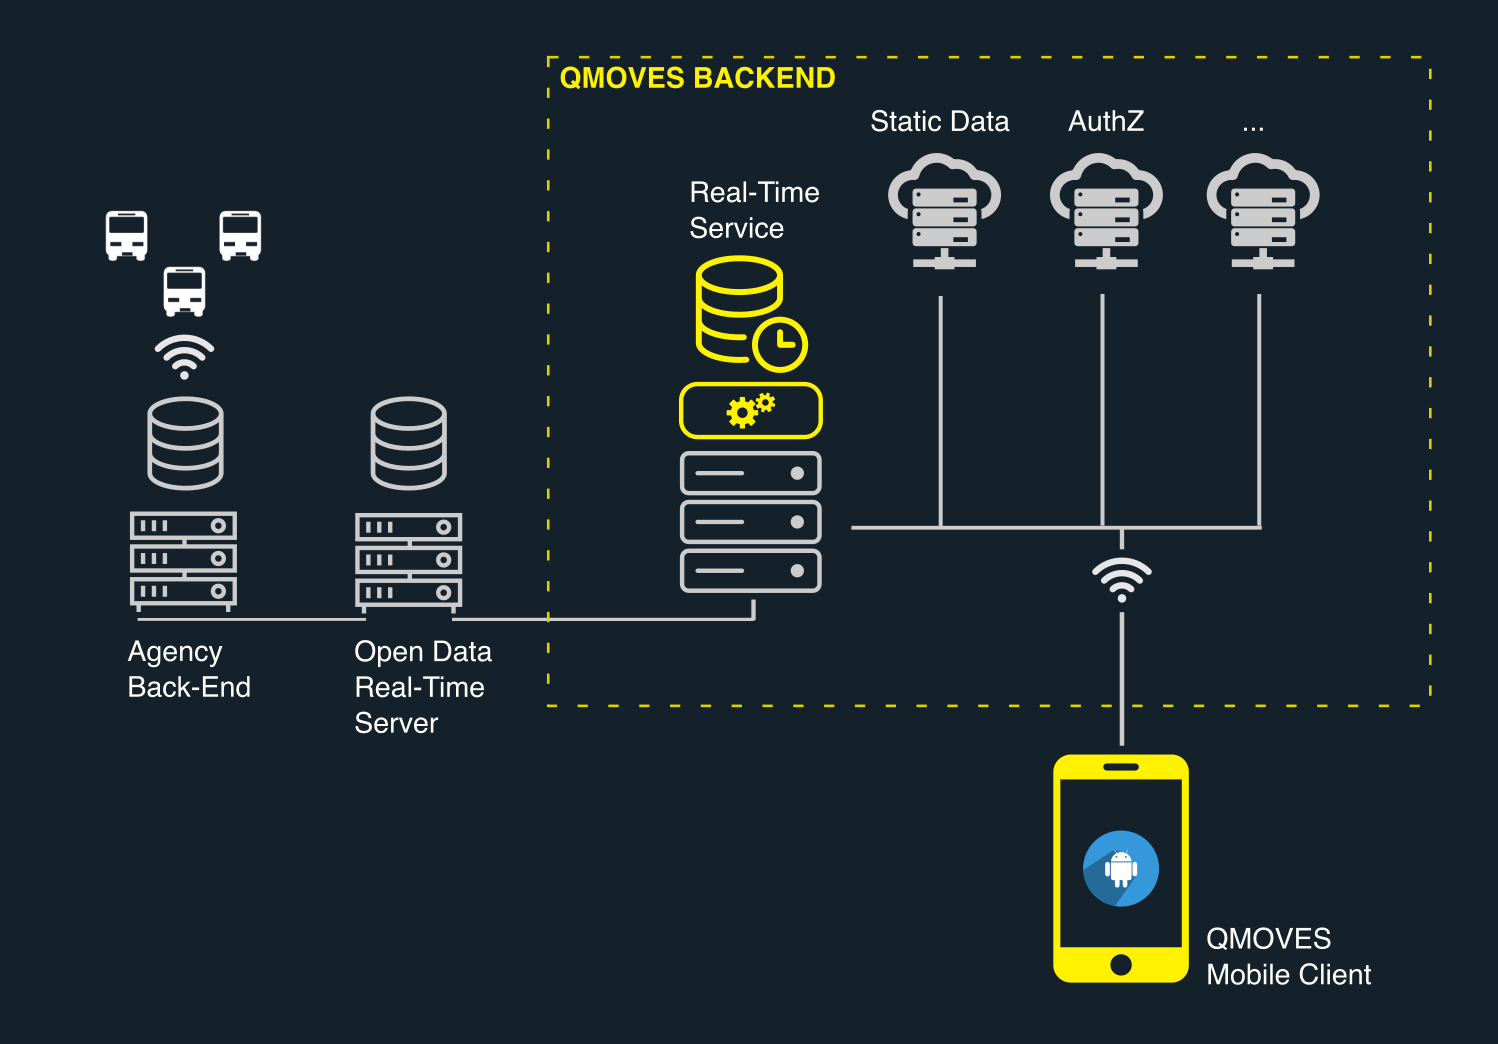 QMOVES BACKEND
Static Data
AuthZ
...
Real-Time
Service
Agency
Back-End
Open Data
Real-Time
Server
QMOVES
Mobile Client